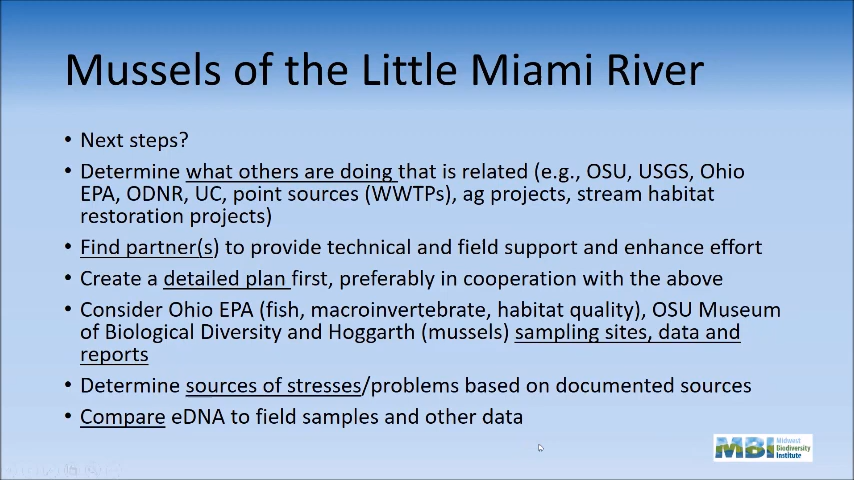 Mussels of the Little Miami River
• Next steps?
• Determine what others are doing that is related (e.g., OSU, USGS, Ohio
EPA, ODNR, UC, point sources (WWTPs), ag projects, stream habitat
restoration projects)
• Find partner(s) to provide technical and field support and enhance effort
• Create a detailed plan first, preferably in cooperation with the above
• Consider Ohio EPA (fish, macroinvertebrate, habitat quality), OSU Museum
of Biological Diversity and Hoggarth (mussels) sampling sites, data and
reports
• Determine sources of stresses/problems based on documented sources
• Compare eDNA to field samples and other data
MBI Midwest
Biodiversity
Institute